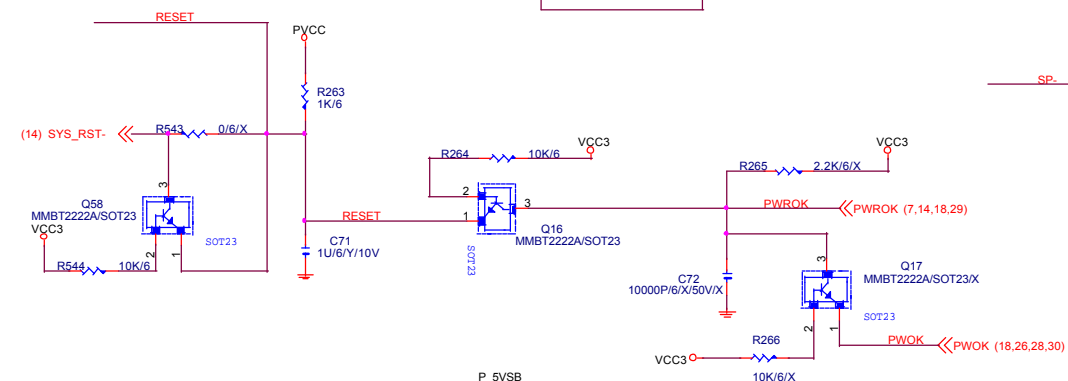 RESET
PVCC
SP-
R263
1K/6
(14) SYS_RST-
R543
0/6/X
VCC3
VCC3
R264
10K/6
R265
2.2K/6/X
3
2
Q58
MMBT2222A/SOT23
3
PWROK
PWROK (7,14,18,29)
VCC3
1
RESET
Q16
MMBT2222A/SOT23
C71
1U/6/Y/10V
SOT23
SOT23
2
1
R544
10K/6
3
Q17
MMBT2222A/SOT23/X
C72
10000P/6/X/50V/X
SOT23
2
1
R266
PWOK
PWOK (18,26,28,30)
VCC3
10K/6/X
P_5VSB